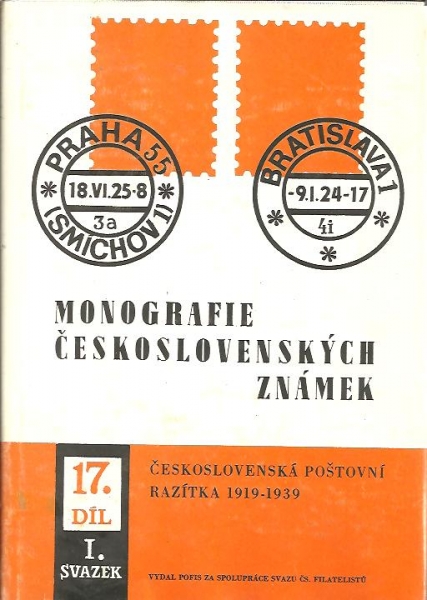 PRAHA 55
18.VI.25-8
3a
(SMÍCHOV 1)
BRATISLAVA 1
-9.I.24-17
4i
MONOGRAFIE
ČESKOSLOVENSKÝCH
ZNÁMEK
17.
DÍL
I.
SVAZEK
ČESKOSLOVENSKÁ POŠTOVNÍ
RAZÍTKA 1919-1939
VYDAL POFIS ZA SPOLUPRÁCE SVAZU ČS. FILATELISTŮ